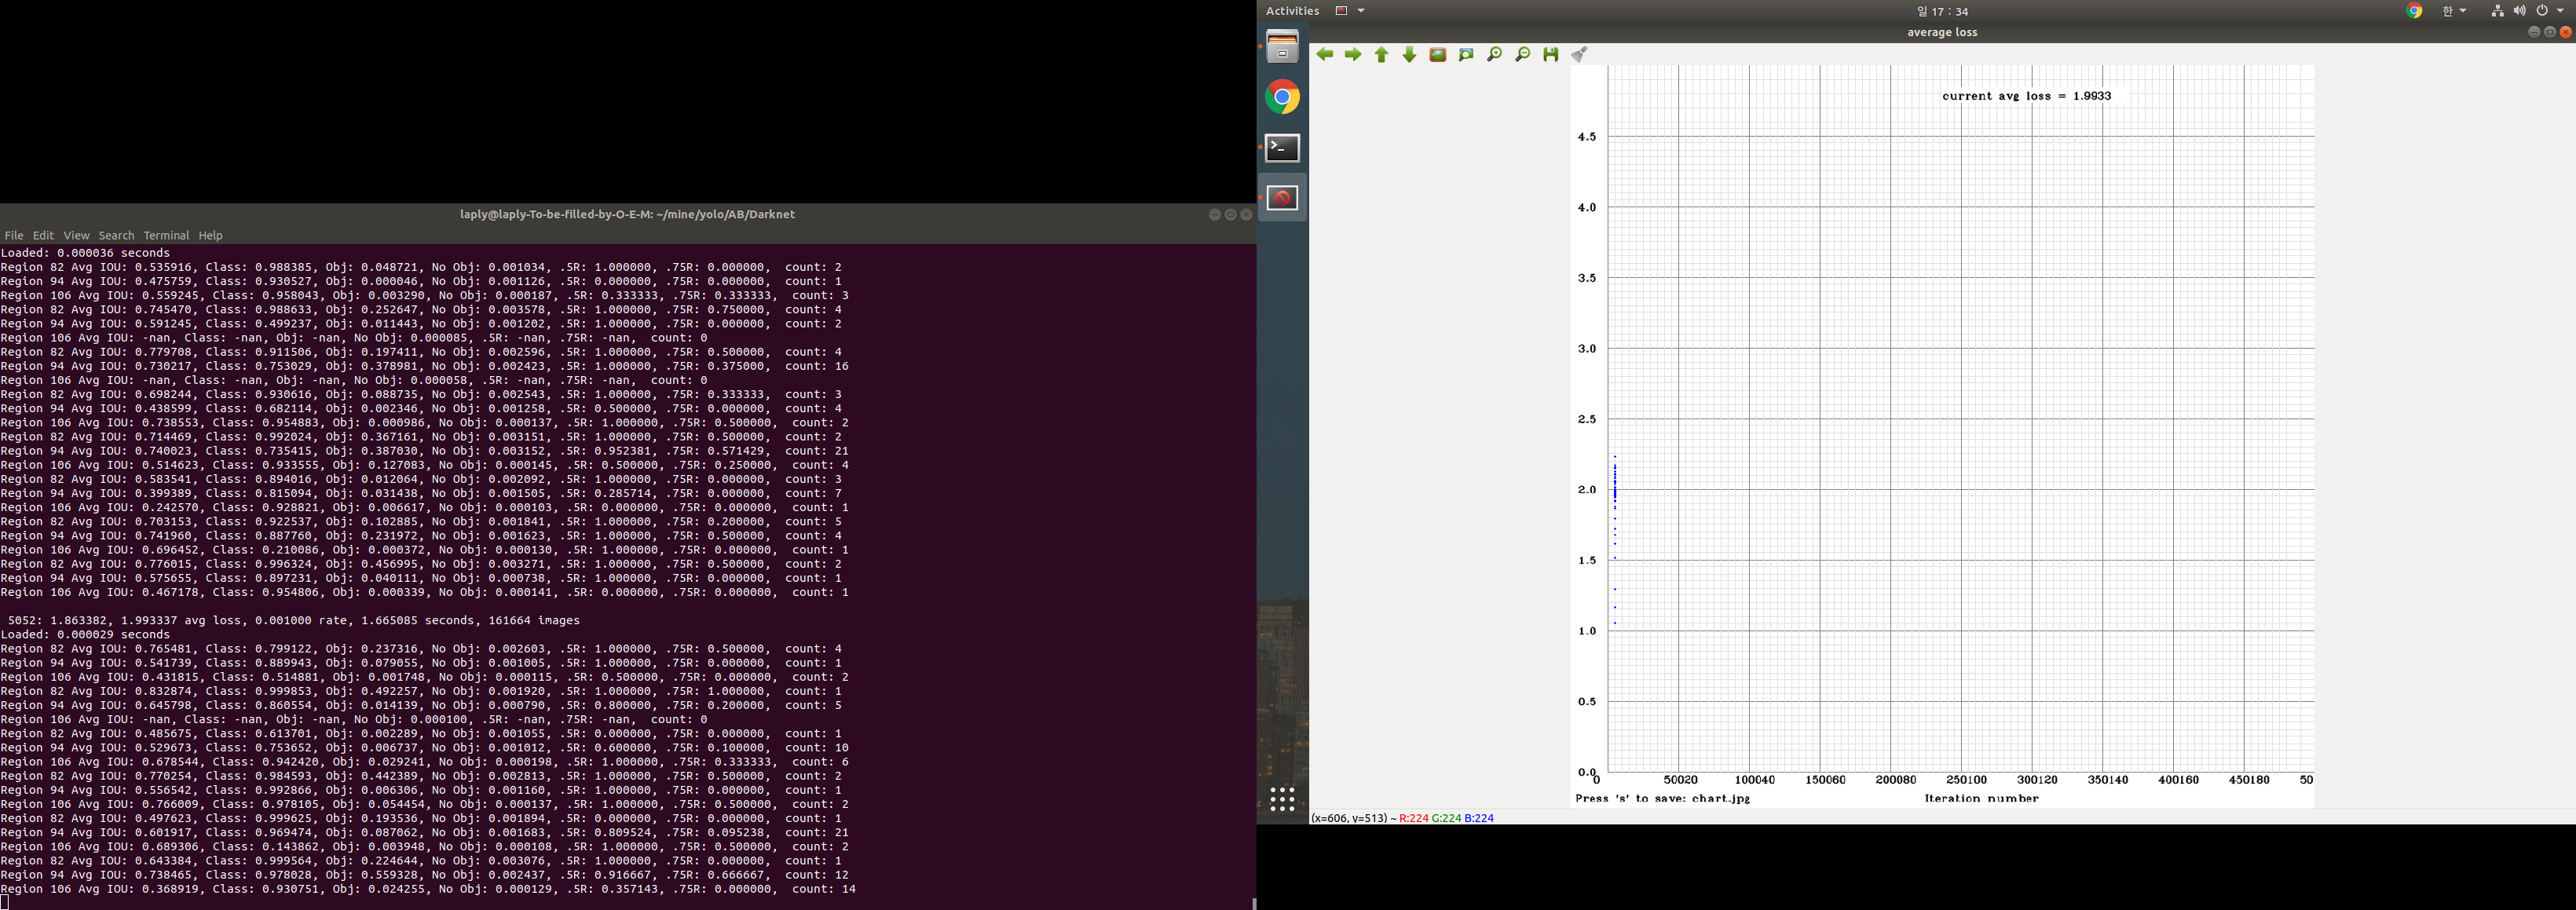 laply@laply-To-be-filled-by-O-E-M: ~/mine/yolo/AB/Darknet
File Edit View Search Terminal Help
Loaded: 0.000036 seconds
Region 82 Avg IOU: 0.535916, Class: 0.988385, Obj: 0.048721, No Obj: 0.001034, .5R: 1.000000, .75R: 0.000000, count: 2
Region 94 Avg IOU: 0.475759, Class: 0.930527, Obj: 0.000046, No Obj: 0.001126, .5R: 0.000000, .75R: 0.000000, count: 1
Region 106 Avg IOU: 0.559245, Class: 0.958043, Obj: 0.003290, No Obj: 0.000187, .5R: 0.333333, .75R: 0.333333, count: 3
Region 82 Avg IOU: 0.745470, Class: 0.988633, Obj: 0.252647, No Obj: 0.003578, .5R: 1.000000, .75R: 0.750000, count: 4
Region 94 Avg IOU: 0.591245, Class: 0.499237, Obj: 0.011443, No Obj: 0.001202, .5R: 1.000000, .75R: 0.000000, count: 2
Region 106 Avg IOU: -nan, Class: -nan, Obj: -nan, No Obj: 0.000085, .5R: -nan, .75R: -nan, count: 0
Region 82 Avg IOU: 0.779708, Class: 0.911506, Obj: 0.197411, No Obj: 0.002596, .5R: 1.000000, .75R: 0.500000, count: 4
Region 94 Avg IOU: 0.730217, Class: 0.753029, Obj: 0.378981, No Obj: 0.002423, .5R: 1.000000, .75R: 0.375000, count: 16
Region 106 Avg IOU: -nan, Class: -nan, Obj: -nan, No Obj: 0.000058, .5R: -nan, .75R: -nan, count: 0
Region 82 Avg IOU: 0.698244, Class: 0.930616, Obj: 0.088735, No Obj: 0.002543, .5R: 1.000000, .75R: 0.333333, count: 3
Region 94 Avg IOU: 0.438599, Class: 0.682114, Obj: 0.002346, No Obj: 0.001258, .5R: 0.500000, .75R: 0.000000, count: 4
Region 106 Avg IOU: 0.738553, Class: 0.954883, Obj: 0.000986, No Obj: 0.000137, .5R: 1.000000, .75R: 0.500000, count: 2
Region 82 Avg IOU: 0.714469, Class: 0.992024, Obj: 0.367161, No Obj: 0.003151, .5R: 1.000000, .75R: 0.500000, count: 2
Region 94 Avg IOU: 0.740023, Class: 0.735415, Obj: 0.387030, No Obj: 0.003152, .5R: 0.952381, .75R: 0.571429, count: 21
Region 106 Avg IOU: 0.514623, Class: 0.933555, Obj: 0.127083, No Obj: 0.000145, .5R: 0.500000, .75R: 0.250000, count: 4
Region 82 Avg IOU: 0.583541, Class: 0.894016, Obj: 0.012064, No Obj: 0.002092, .5R: 1.000000, .75R: 0.000000, count: 3
Region 94 Avg IOU: 0.399389, Class: 0.815094, Obj: 0.031438, No Obj: 0.001505, .5R: 0.285714, .75R: 0.000000, count: 7
Region 106 Avg IOU: 0.242570, Class: 0.928821, Obj: 0.006617, No Obj: 0.000103, .5R: 0.000000, .75R: 0.000000, count: 1
Region 82 Avg IOU: 0.703153, Class: 0.922537, Obj: 0.102885, No Obj: 0.001841, .5R: 1.000000, .75R: 0.200000, count: 5
Region 94 Avg IOU: 0.741960, Class: 0.887760, Obj: 0.231972, No Obj: 0.001623, .5R: 1.000000, .75R: 0.500000, count: 4
Region 106 Avg IOU: 0.696452, Class: 0.210086, Obj: 0.000372, No Obj: 0.000130, .5R: 1.000000, .75R: 0.000000, count: 1
Region 82 Avg IOU: 0.776015, Class: 0.996324, Obj: 0.456995, No Obj: 0.003271, .5R: 1.000000, .75R: 0.500000, count: 2
Region 94 Avg IOU: 0.575655, Class: 0.897231, Obj: 0.040111, No Obj: 0.000738, .5R: 1.000000, .75R: 0.000000, count: 1
Region 106 Avg IOU: 0.467178, Class: 0.954806, Obj: 0.000339, No Obj: 0.000141, .5R: 0.000000, .75R: 0.000000, count: 1
5052: 1.863382, 1.993337 avg loss, 0.001000 rate, 1.665085 seconds, 161664 images
Loaded: 0.000029 seconds
Region 82 Avg IOU: 0.765481, Class: 0.799122, Obj: 0.237316, No Obj: 0.002603, .5R: 1.000000, .75R: 0.500000, count: 4
Region 94 Avg IOU: 0.541739, Class: 0.889943, Obj: 0.079055, No Obj: 0.001005, .5R: 1.000000, .75R: 0.000000, count: 1
Region 106 Avg IOU: 0.431815, Class: 0.514881, Obj: 0.001748, No Obj: 0.000115, .5R: 0.500000, .75R: 0.000000, count: 2
Region 82 Avg IOU: 0.832874, Class: 0.999853, Obj: 0.492257, No Obj: 0.001920, .5R: 1.000000, .75R: 1.000000, count: 1
Region 94 Avg IOU: 0.645798, Class: 0.860554, Obj: 0.014139, No Obj: 0.000790, .5R: 0.800000, .75R: 0.200000, count: 5
Region 106 Avg IOU: -nan, Class: -nan, Obj: -nan, No Obj: 0.000100, .5R: -nan, .75R: -nan, count: 0
Region 82 Avg IOU: 0.485675, Class: 0.613701, Obj: 0.002289, No Obj: 0.001055, .5R: 0.000000, .75R: 0.000000, count: 1
Region 94 Avg IOU: 0.529673, Class: 0.753652, Obj: 0.006737, No Obj: 0.001012, .5R: 0.600000, .75R: 0.100000, count: 10
Region 106 Avg IOU: 0.678544, Class: 0.942420, Obj: 0.029241, No Obj: 0.000198, .5R: 1.000000, .75R: 0.333333, count: 6
Region 82 Avg IOU: 0.770254, Class: 0.984593, Obj: 0.442389, No Obj: 0.002813, .5R: 1.000000, .75R: 0.500000, count: 2
Region 94 Avg IOU: 0.556542, Class: 0.992866, Obj: 0.006306, No Obj: 0.001160, .5R: 1.000000, .75R: 0.000000, count: 1
Region 106 Avg IOU: 0.766009, Class: 0.978105, Obj: 0.054454, No Obj: 0.000137, .5R: 1.000000, .75R: 0.500000, count: 2
Region 82 Avg IOU: 0.497623, Class: 0.999625, Obj: 0.193536, No Obj: 0.001894, .5R: 0.000000, .75R: 0.000000, count: 1
Region 94 Avg IOU: 0.601917, Class: 0.969474, Obj: 0.087062, No Obj: 0.001683, .5R: 0.809524, .75R: 0.095238, count: 21
Region 106 Avg IOU: 0.689306, Class: 0.143862, Obj: 0.003948, No Obj: 0.000108, .5R: 1.000000, .75R: 0.500000, count: 2
Region 82 Avg IOU: 0.643384, Class: 0.999564, Obj: 0.224644, No Obj: 0.003076, .5R: 1.000000, .75R: 0.000000, count: 1
Region 94 Avg IOU: 0.738465, Class: 0.978028, Obj: 0.559328, No Obj: 0.002437, .5R: 0.916667, .75R: 0.666667, count: 12
Region 106 Avg IOU: 0.368919, Class: 0.930751, Obj: 0.024255, No Obj: 0.000129, .5R: 0.357143, .75R: 0.000000, count: 14
Activities
일 17 : 34
한
average loss
current avg loss = 1.9933
4.5
4.0
3.5
3.0
2.5
2.0
1.5
1.0
0.5
0.0
0 50020 100040 150060 200080 250100 300120 350140 400160 450180 50
Press 's' to save: chart.jpg
Iteration number
(x=606, y=513) ~ R:224 G:224 B:224